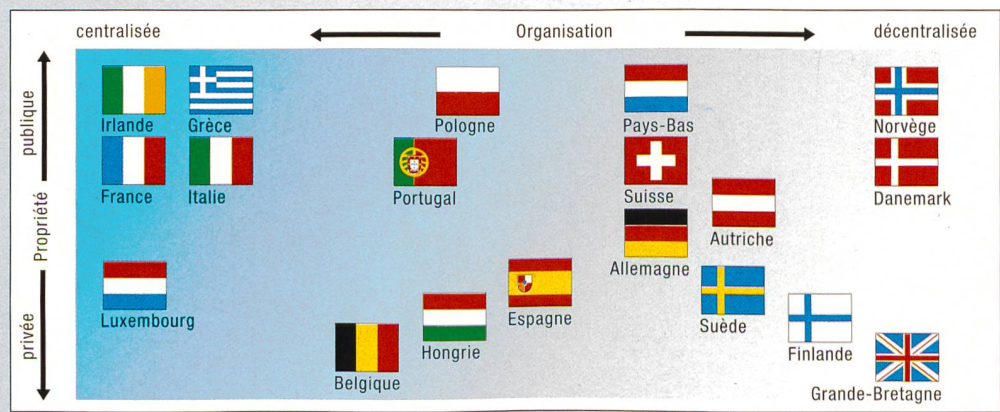 centralisée Organisation décentralisée
Propriété
publique
privée
Irlande Grèce Pologne Pays-Bas Norvège
France Italie Portugal Suisse Danemark
Autriche
Allemagne
Luxembourg Espagne Suède
Hongrie Finlande
Belgique Grande-Bretagne